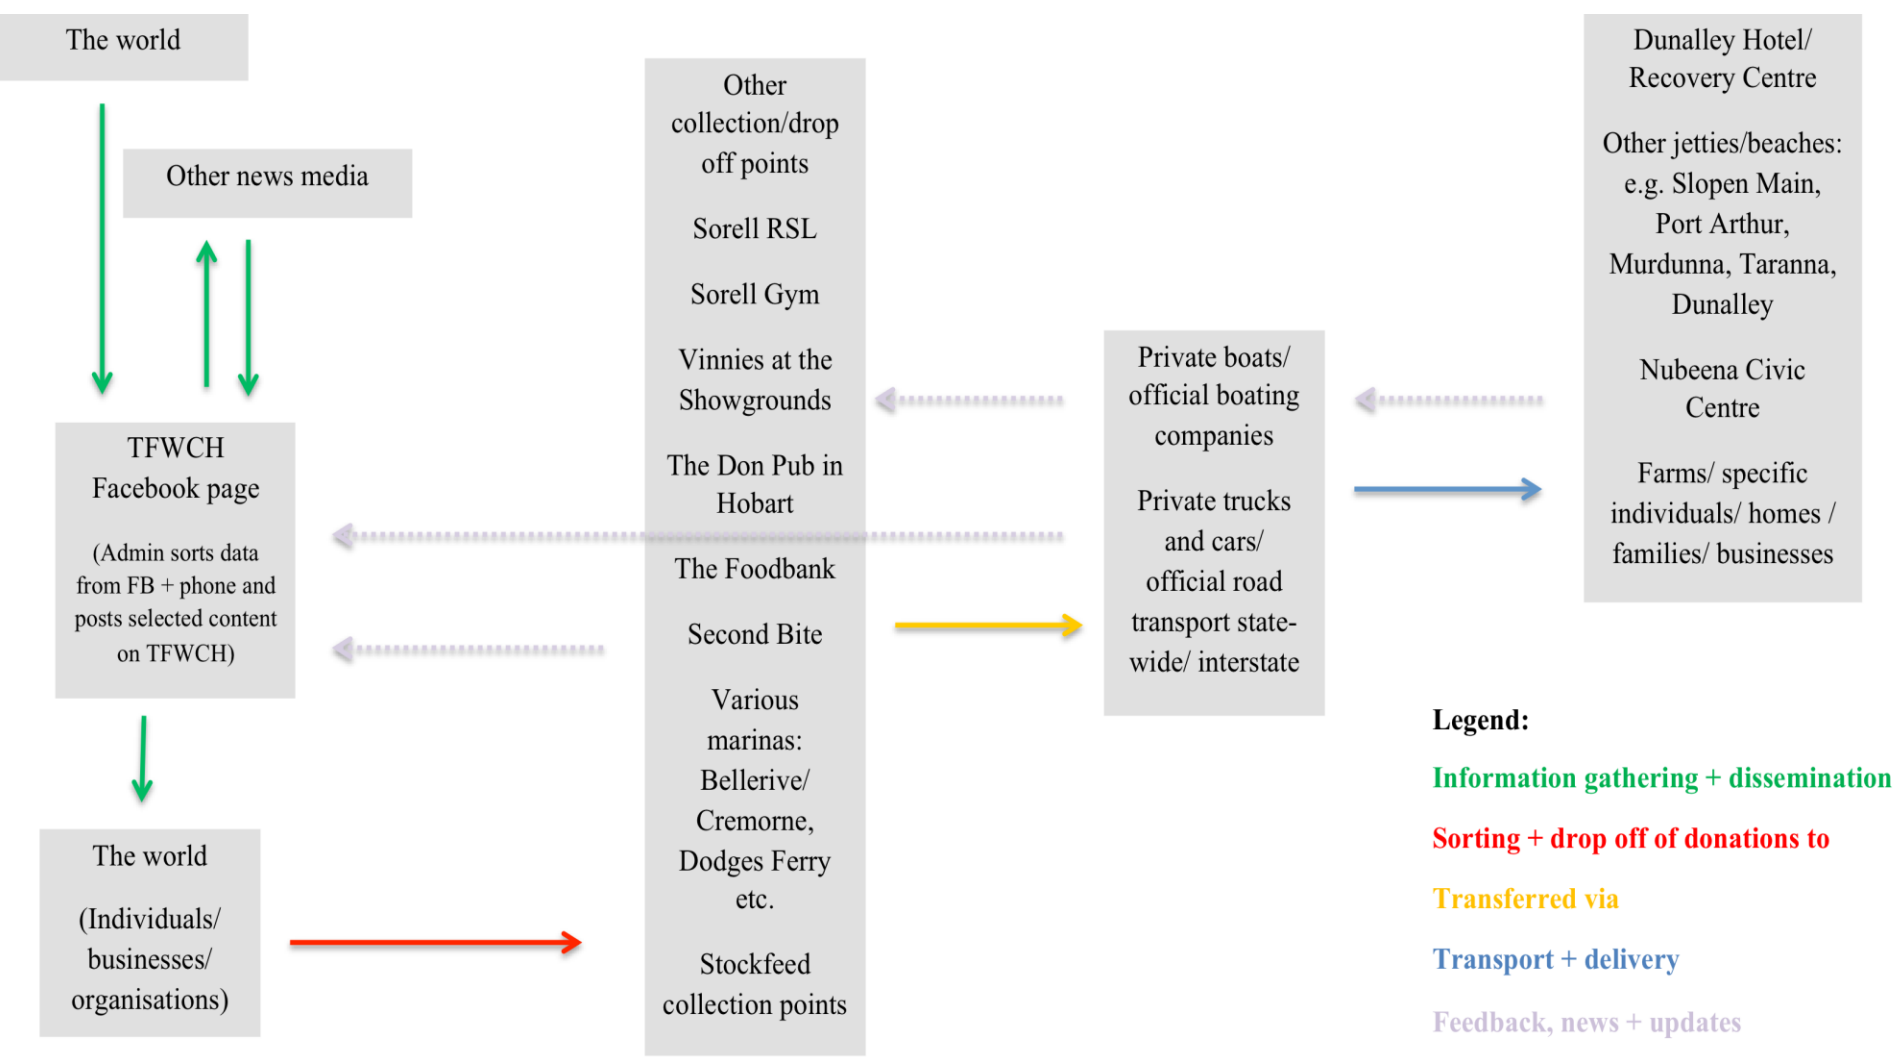 The world
Other news media
TFWCH
Facebook page
(Admin sorts data
from FB + phone and
posts selected content
on TFWCH)
The world
(Individuals/
businesses/
organisations)
Other
collection/drop
off points
Sorell RSL
Sorell Gym
Vinnies at the
Showgrounds
The Don Pub in
Hobart
The Foodbank
Second Bite
Various
marinas:
Bellerive/
Cremorne,
Dodges Ferry
etc.
Stockfeed
collection points
Private boats/
official boating
companies
Private trucks
and cars/
official road
transport state-
wide/ interstate
Dunalley Hotel/
Recovery Centre
Other jetties/beaches:
e.g. Slopen Main,
Port Arthur,
Murdunna, Taranna,
Dunalley
Nubeena Civic
Centre
Farms/ specific
individuals/ homes /
families/ businesses
Legend:
Information gathering + dissemination
Sorting + drop off of donations to
Transferred via
Transport + delivery
Feedback, news + updates